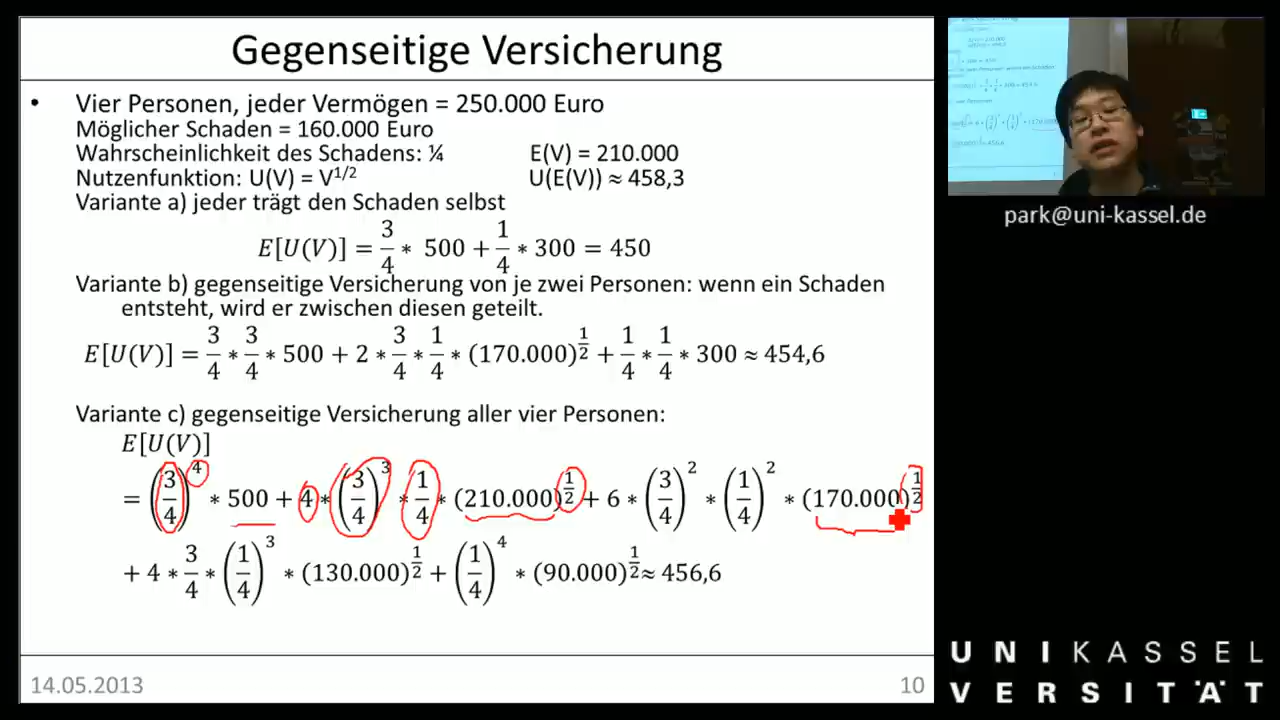 Gegenseitige Versicherung
• Vier Personen, jeder Vermögen = 250.000 Euro
Möglicher Schaden = 160.000 Euro
Wahrscheinlichkeit des Schadens: ¼ E(V) = 210.000
Nutzenfunktion: U(V) = V^1/2 U(E(V)) ≈ 458,3
Variante a) jeder trägt den Schaden selbst
E[U(V)] = 3/4 * 500 + 1/4 * 300 = 450
Variante b) gegenseitige Versicherung von je zwei Personen: wenn ein Schaden
entsteht, wird er zwischen diesen geteilt.
E[U(V)] = 3/4 * 3/4 * 500 + 2 * 3/4 * 1/4 * (170.000)^1/2 + 1/4 * 1/4 * 300 ≈ 454,6
Variante c) gegenseitige Versicherung aller vier Personen:
E[U(V)]
= (3/4)^4 * 500 + 4 * (3/4)^3 * 1/4 * (210.000)^1/2 + 6 * (3/4)^2 * (1/4)^2 * (170.000)^1/2
+ 4 * 3/4 * (1/4)^3 * (130.000)^1/2 + (1/4)^4 * (90.000)^1/2 ≈ 456,6
14.05.2013 10
park@uni-kassel.de
UNIKASSEL
VERSITÄT